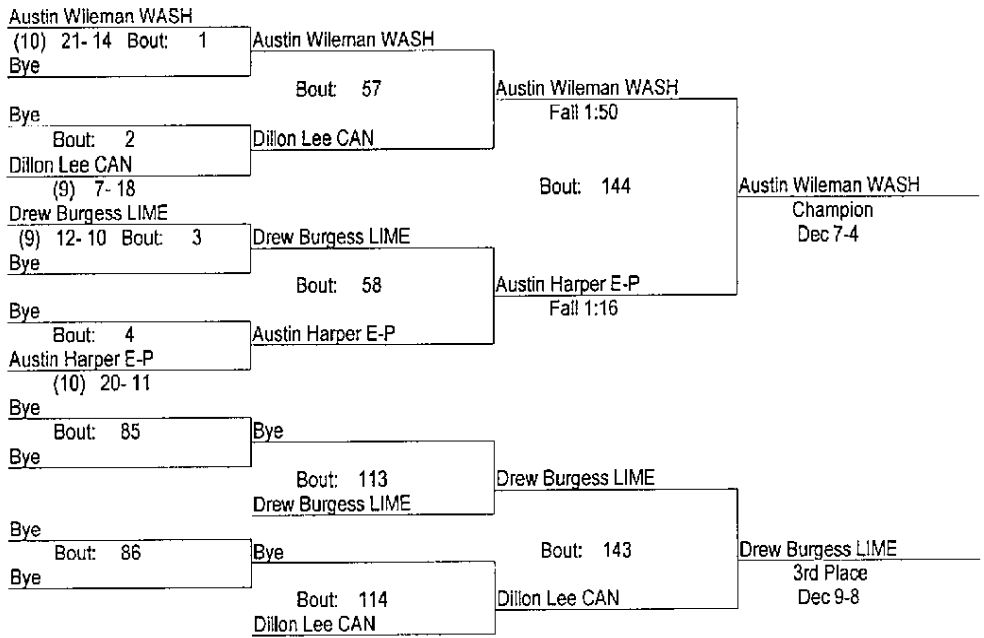 Austin Wileman WASH
(10) 21-14 Bout: 1
Bye
Austin Wileman WASH
Bout: 57
Bye
Bout: 2
Dillon Lee CAN
(9) 7-18
Dillon Lee CAN
Austin Wileman WASH
Fall 1:50
Drew Burgess LIME
(9) 12-10 Bout: 3
Bye
Drew Burgess LIME
Bout: 58
Bye
Bout: 4
Austin Harper E-P
(10) 20-11
Austin Harper E-P
Austin Harper E-P
Fall 1:16
Bout: 144
Austin Wileman WASH
Champion
Dec 7-4
Bye
Bout: 85
Bye
Bye
Bout: 113
Drew Burgess LIME
Drew Burgess LIME
Bye
Bout: 86
Bye
Bye
Bout: 114
Dillon Lee CAN
Dillon Lee CAN
Bout: 143
Drew Burgess LIME
3rd Place
Dec 9-8